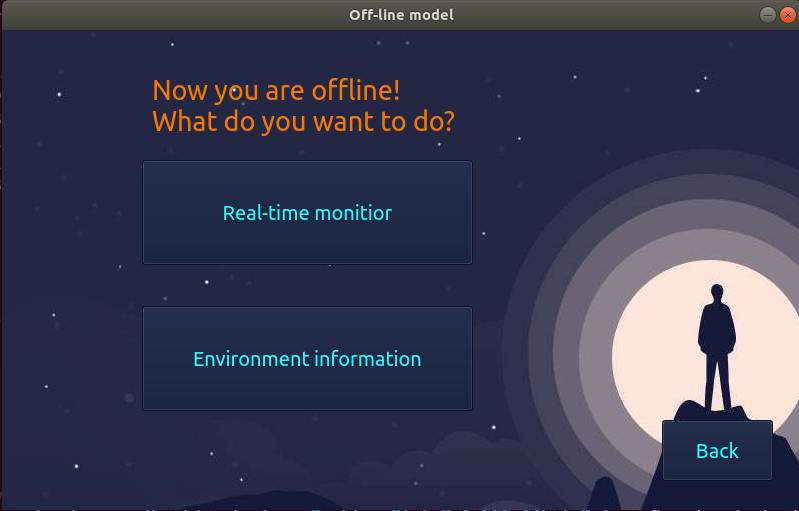 Off-line model
Now you are offline!
What do you want to do?
Real-time monitior
Environment information
Back